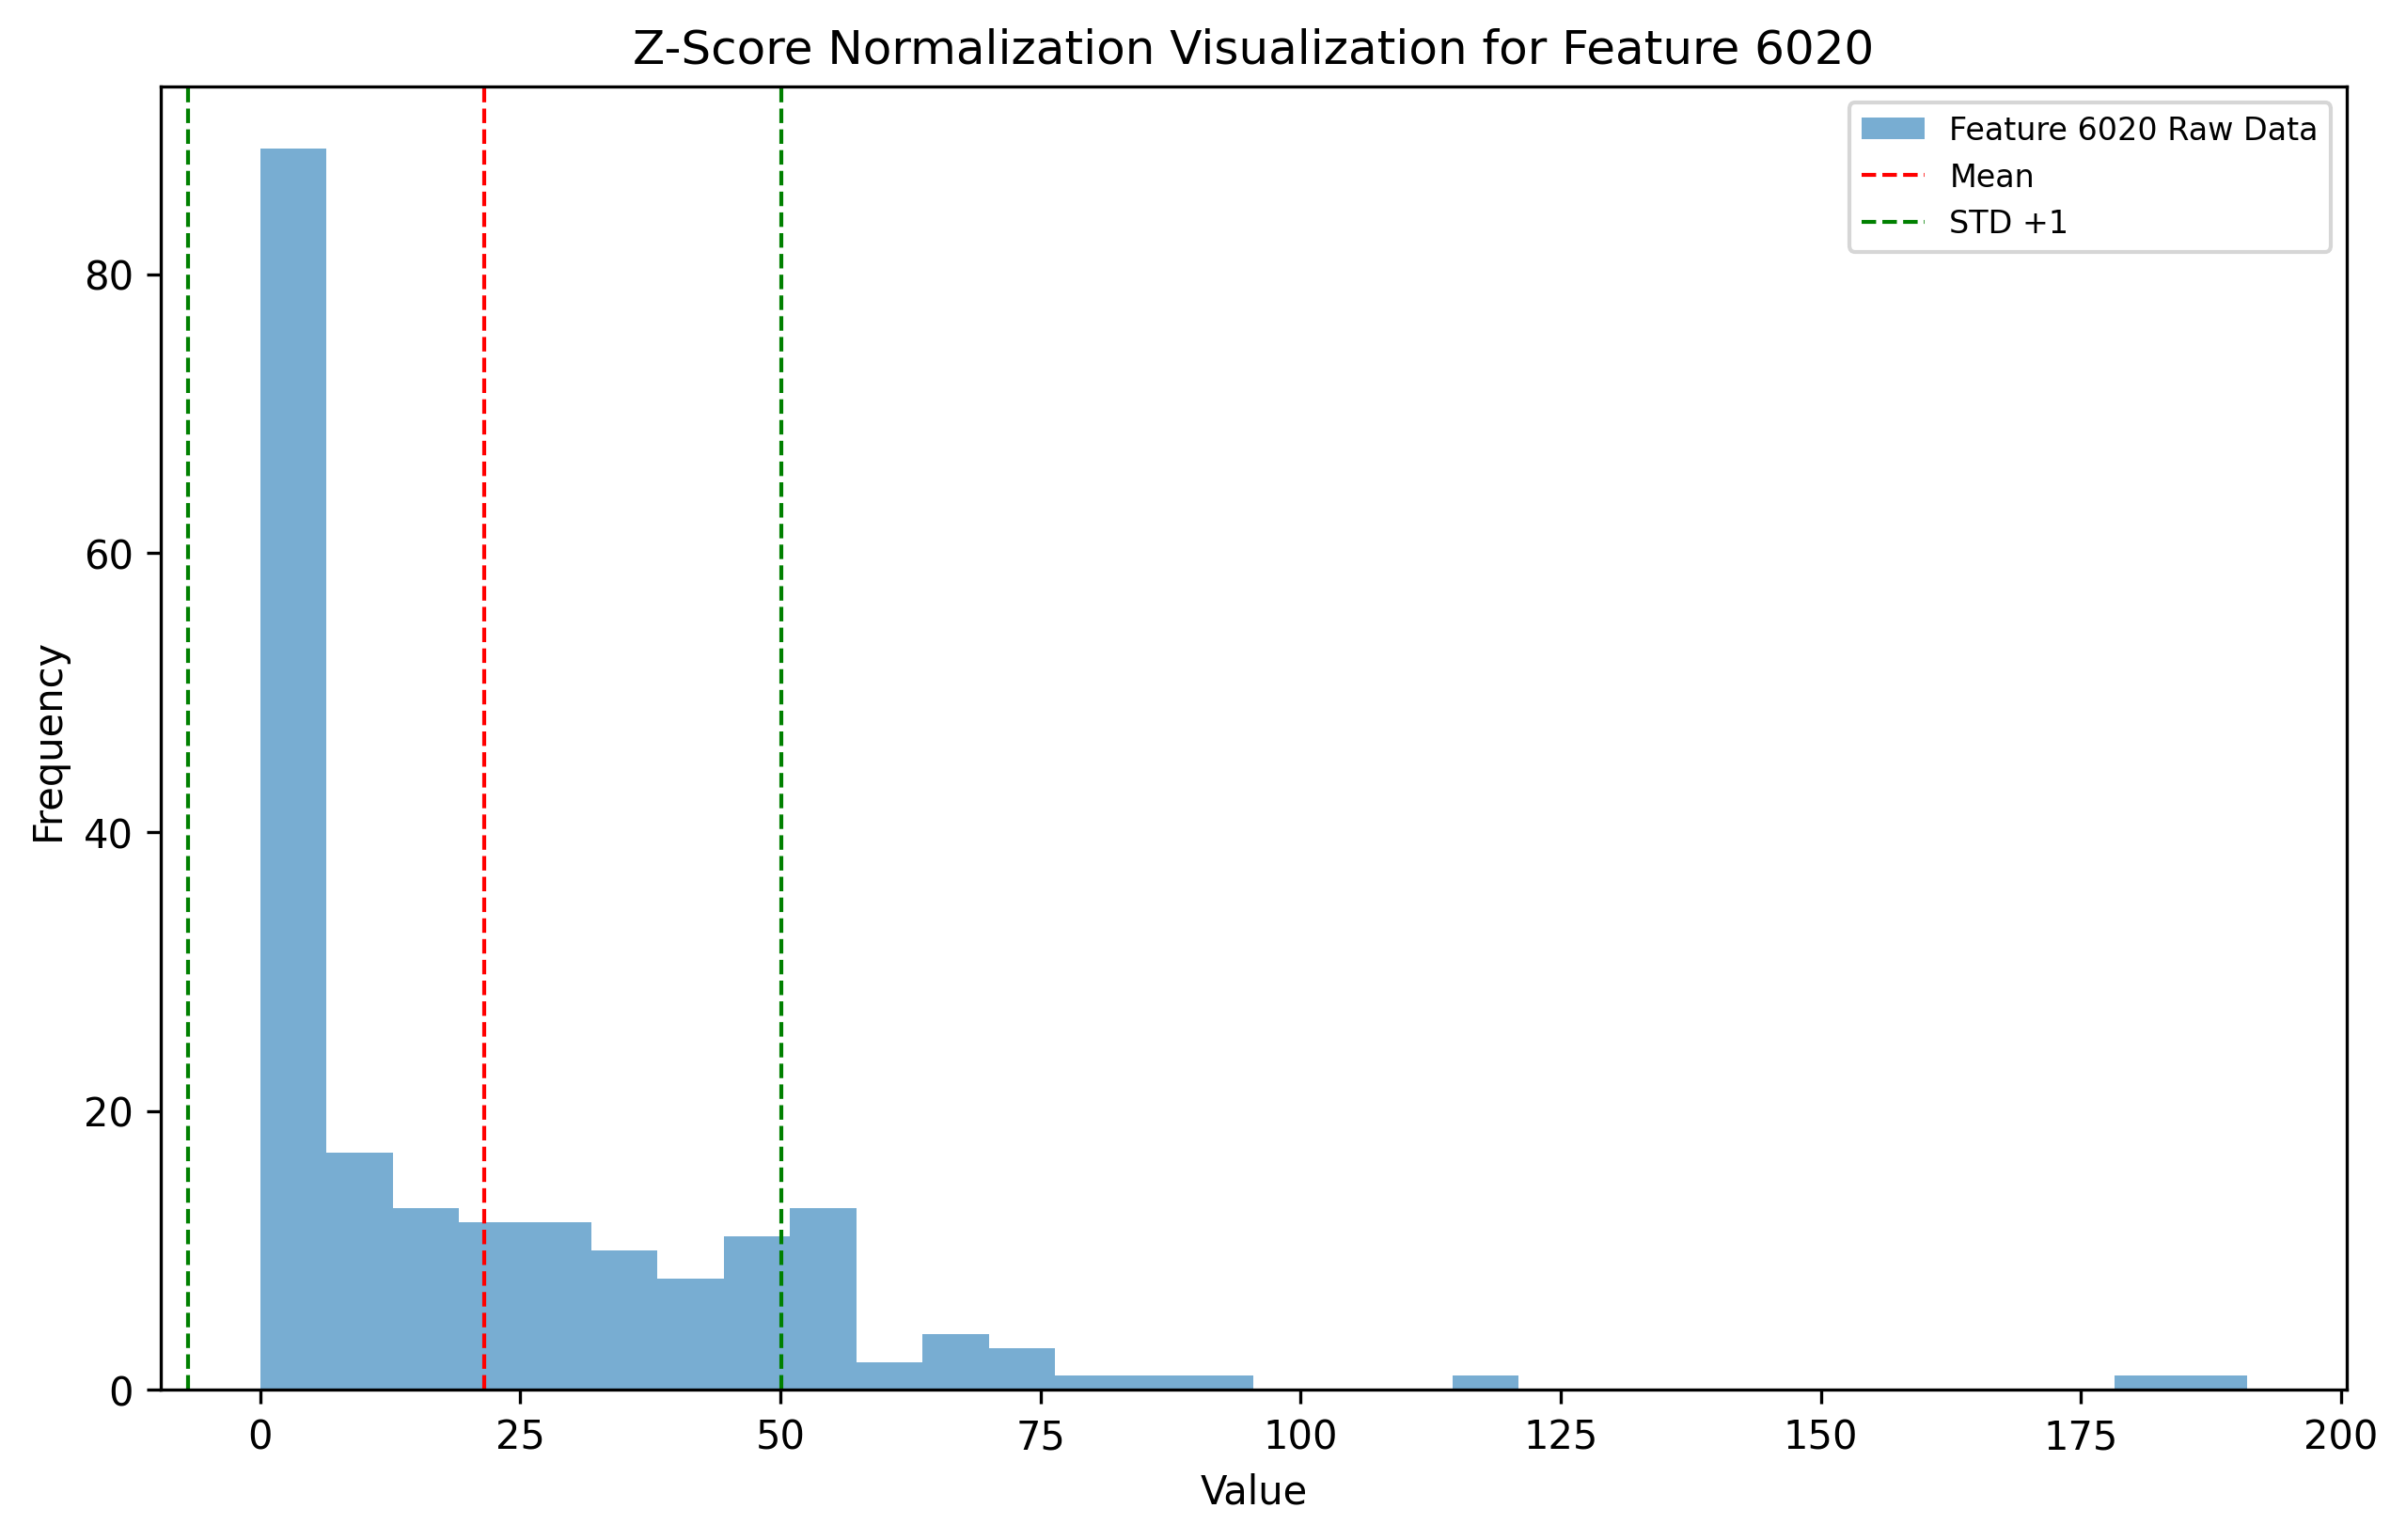 Z-Score Normalization Visualization for Feature 6020
Feature 6020 Raw Data
Mean
STD +1
Frequency
80
60
40
20
0
0 25 50 75 100 125 150 175 200
Value